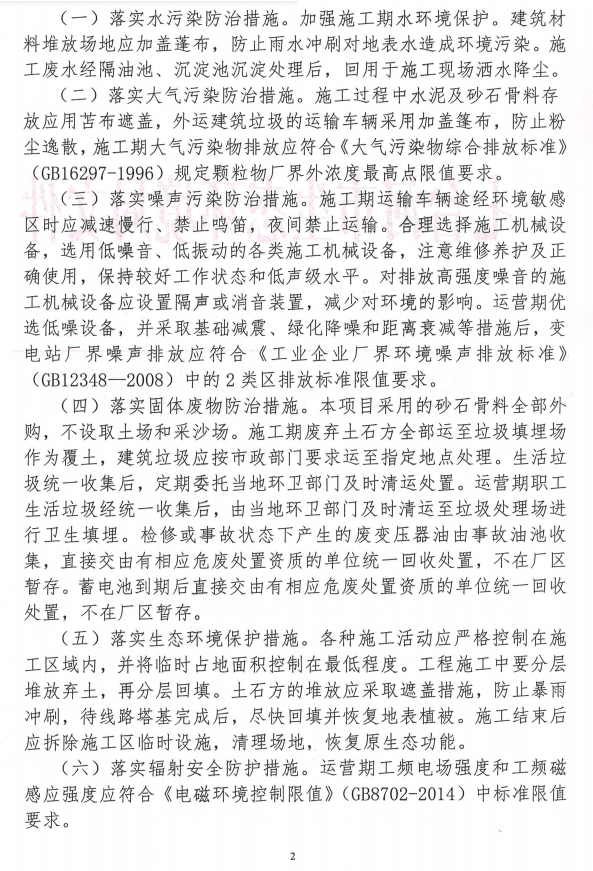 （一）落实水污染防治措施。加强施工期水环境保护。建筑材
料堆放场地应加盖蓬布，防止雨水冲刷对地表水造成环境污染。施
工废水经隔油池、沉淀池沉淀处理后，回用于施工现场洒水降尘。
（二）落实大气污染防治措施。施工过程中水泥及砂石骨料存
放应用苫布遮盖，外运建筑垃圾的运输车辆采用加盖篷布，防止粉
尘逸散，施工期大气污染物排放应符合《大气污染物综合排放标准》
（GB16297-1996）规定颗粒物厂界外浓度最高点限值要求。
（三）落实噪声污染防治措施。施工期运输车辆途经环境敏感
区时应减速慢行、禁止鸣笛，夜间禁止运输。合理选择施工机械设
备，选用低噪音、低振动的各类施工机械设备，注意维修养护及正
确使用，保持较好工作状态和低声级水平。对排放高强度噪音的施
工机械设备应设置隔声或消音装置，减少对环境的影响。运营期优
选低噪设备，并采取基础减震、绿化降噪和距离衰减等措施后，变
电站厂界噪声排放应符合《工业企业厂界环境噪声排放标准》
（GB12348—2008）中的2类区排放标准限值要求。
（四）落实固体废物防治措施。本项目采用的砂石骨料全部外
购，不设取土场和采沙场。施工期废弃土石方全部运至垃圾填埋场
作为覆土，建筑垃圾应按市政部门要求运至指定地点处理。生活垃
圾统一收集后，定期委托当地环卫部门及时清运处置。运营期职工
生活垃圾经统一收集后，由当地环卫部门及时清运至垃圾处理场进
行卫生填埋。检修或事故状态下产生的废变压器油由事故油池收
集，直接交由有相应危废处置资质的单位统一回收处置，不在厂区
暂存。蓄电池到期后直接交由有相应危废处置资质的单位统一回收
处置，不在厂区暂存。
（五）落实生态环境保护措施。各种施工活动应严格控制在施
工区域内，并将临时占地面积控制在最低程度。工程施工中要分层
堆放弃土，再分层回填。土石方的堆放应采取遮盖措施，防止暴雨
冲刷，待线路塔基完成后，尽快回填并恢复地表植被。施工结束后
应拆除施工区临时设施，清理场地，恢复原生态功能。
（六）落实辐射安全防护措施。运营期工频电场强度和工频磁
感应强度应符合《电磁环境控制限值》（GB8702-2014）中标准限值
要求。
2